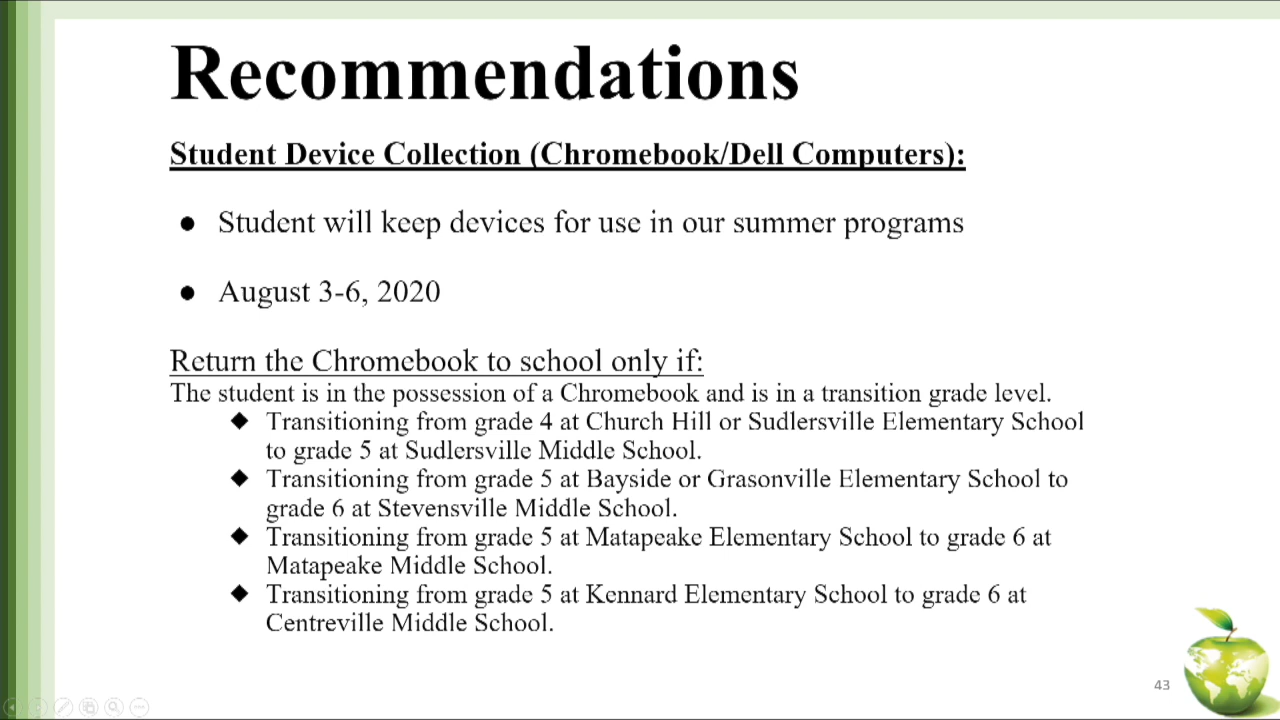 Recommendations
Student Device Collection (Chromebook/Dell Computers):
● Student will keep devices for use in our summer programs
● August 3-6, 2020
Return the Chromebook to school only if:
The student is in the possession of a Chromebook and is in a transition grade level.
◆ Transitioning from grade 4 at Church Hill or Sudlersville Elementary School
to grade 5 at Sudlersville Middle School.
◆ Transitioning from grade 5 at Bayside or Grasonville Elementary School to
grade 6 at Stevensville Middle School.
◆ Transitioning from grade 5 at Matapeake Elementary School to grade 6 at
Matapeake Middle School.
◆ Transitioning from grade 5 at Kennard Elementary School to grade 6 at
Centreville Middle School.
43